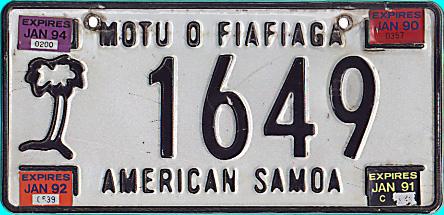 EXPIRES
JAN 94
0200
MOTU O FIAFIAGA
EXPIRES
JAN 90
0357
1649
EXPIRES
JAN 92
AMERICAN SAMOA
EXPIRES
JAN 91
C